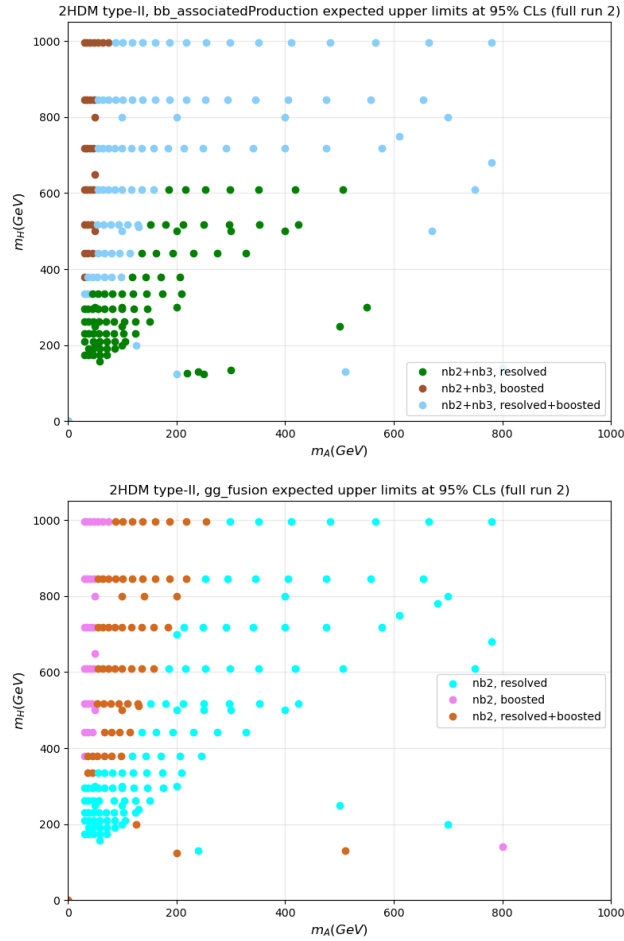 2HDM type-II, bb_associatedProduction expected upper limits at 95% CLs (full run 2)
1000
800
600
400
200
0
m_H(GeV)
nb2+nb3, resolved
nb2+nb3, boosted
nb2+nb3, resolved+boosted
0 200 400 600 800 1000
m_A(GeV)
2HDM type-II, gg_fusion expected upper limits at 95% CLs (full run 2)
1000
800
600
400
200
0
m_H(GeV)
nb2, resolved
nb2, boosted
nb2, resolved+boosted
0 200 400 600 800 1000
m_A(GeV)